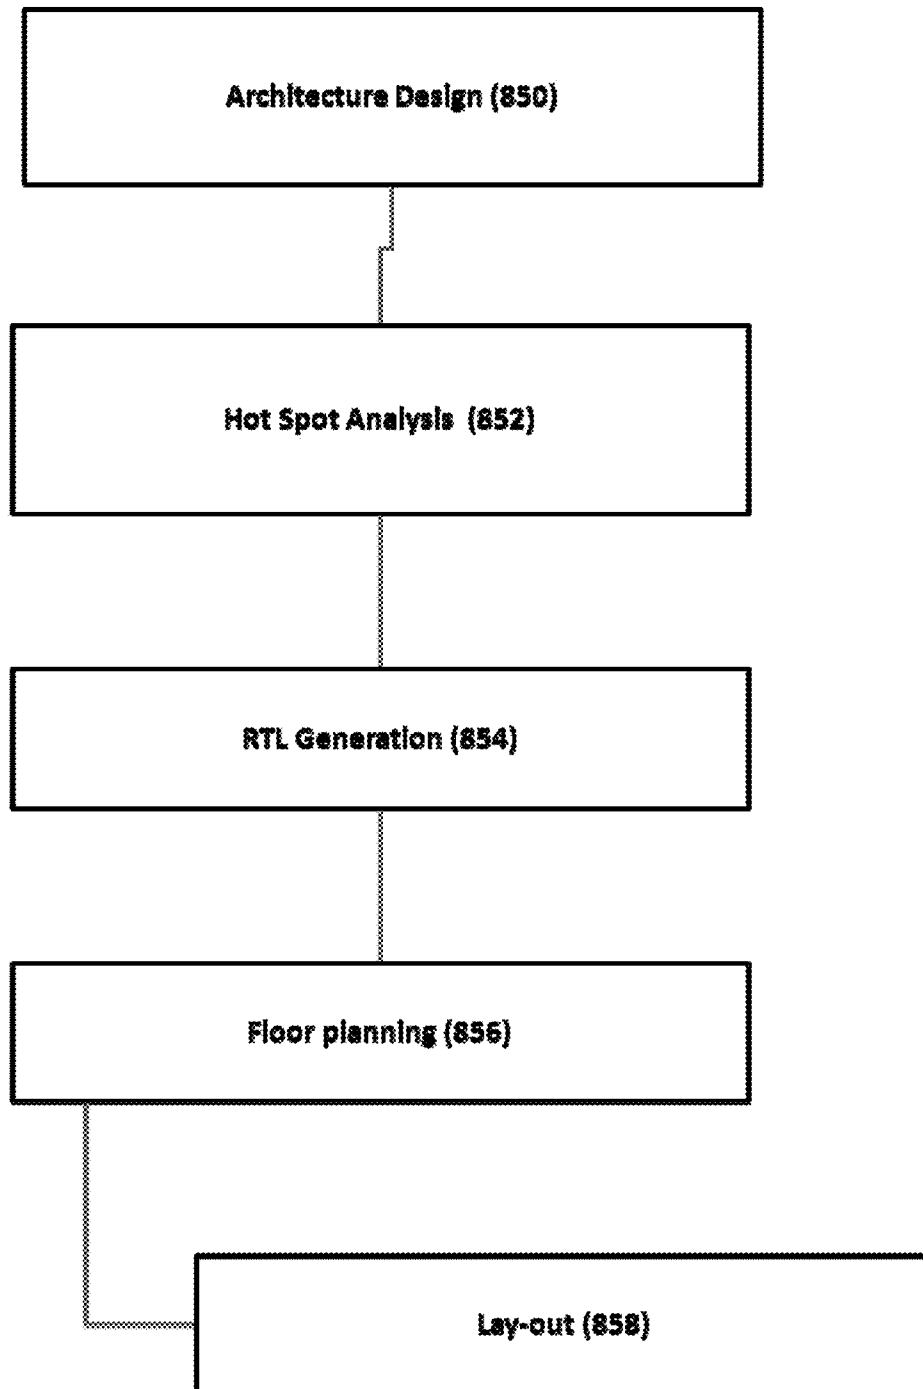 Architecture Design (850)
Hot Spot Analysis (852)
RTL Generation (854)
Floor planning (856)
Lay-out (858)